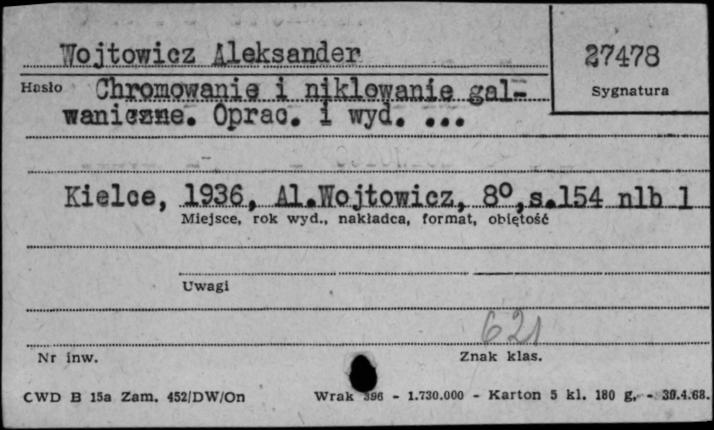 Wojtowicz Aleksander
27478
Hasło Chromowanie i niklowanie gal-
Sygnatura
waniczne. Oprac. i wyd. ...
Kielce, 1936, Al.Wojtowicz, 8°,s.154 nlb 1
Miejsce, rok wyd., nakładca, format, objętość
Uwagi
621
Nr inw.
Znak klas.
CWD B 15a Zam. 452/DW/On Wrak 396 - 1.730.000 - Karton 5 kl. 180 g. - 30.4.68.